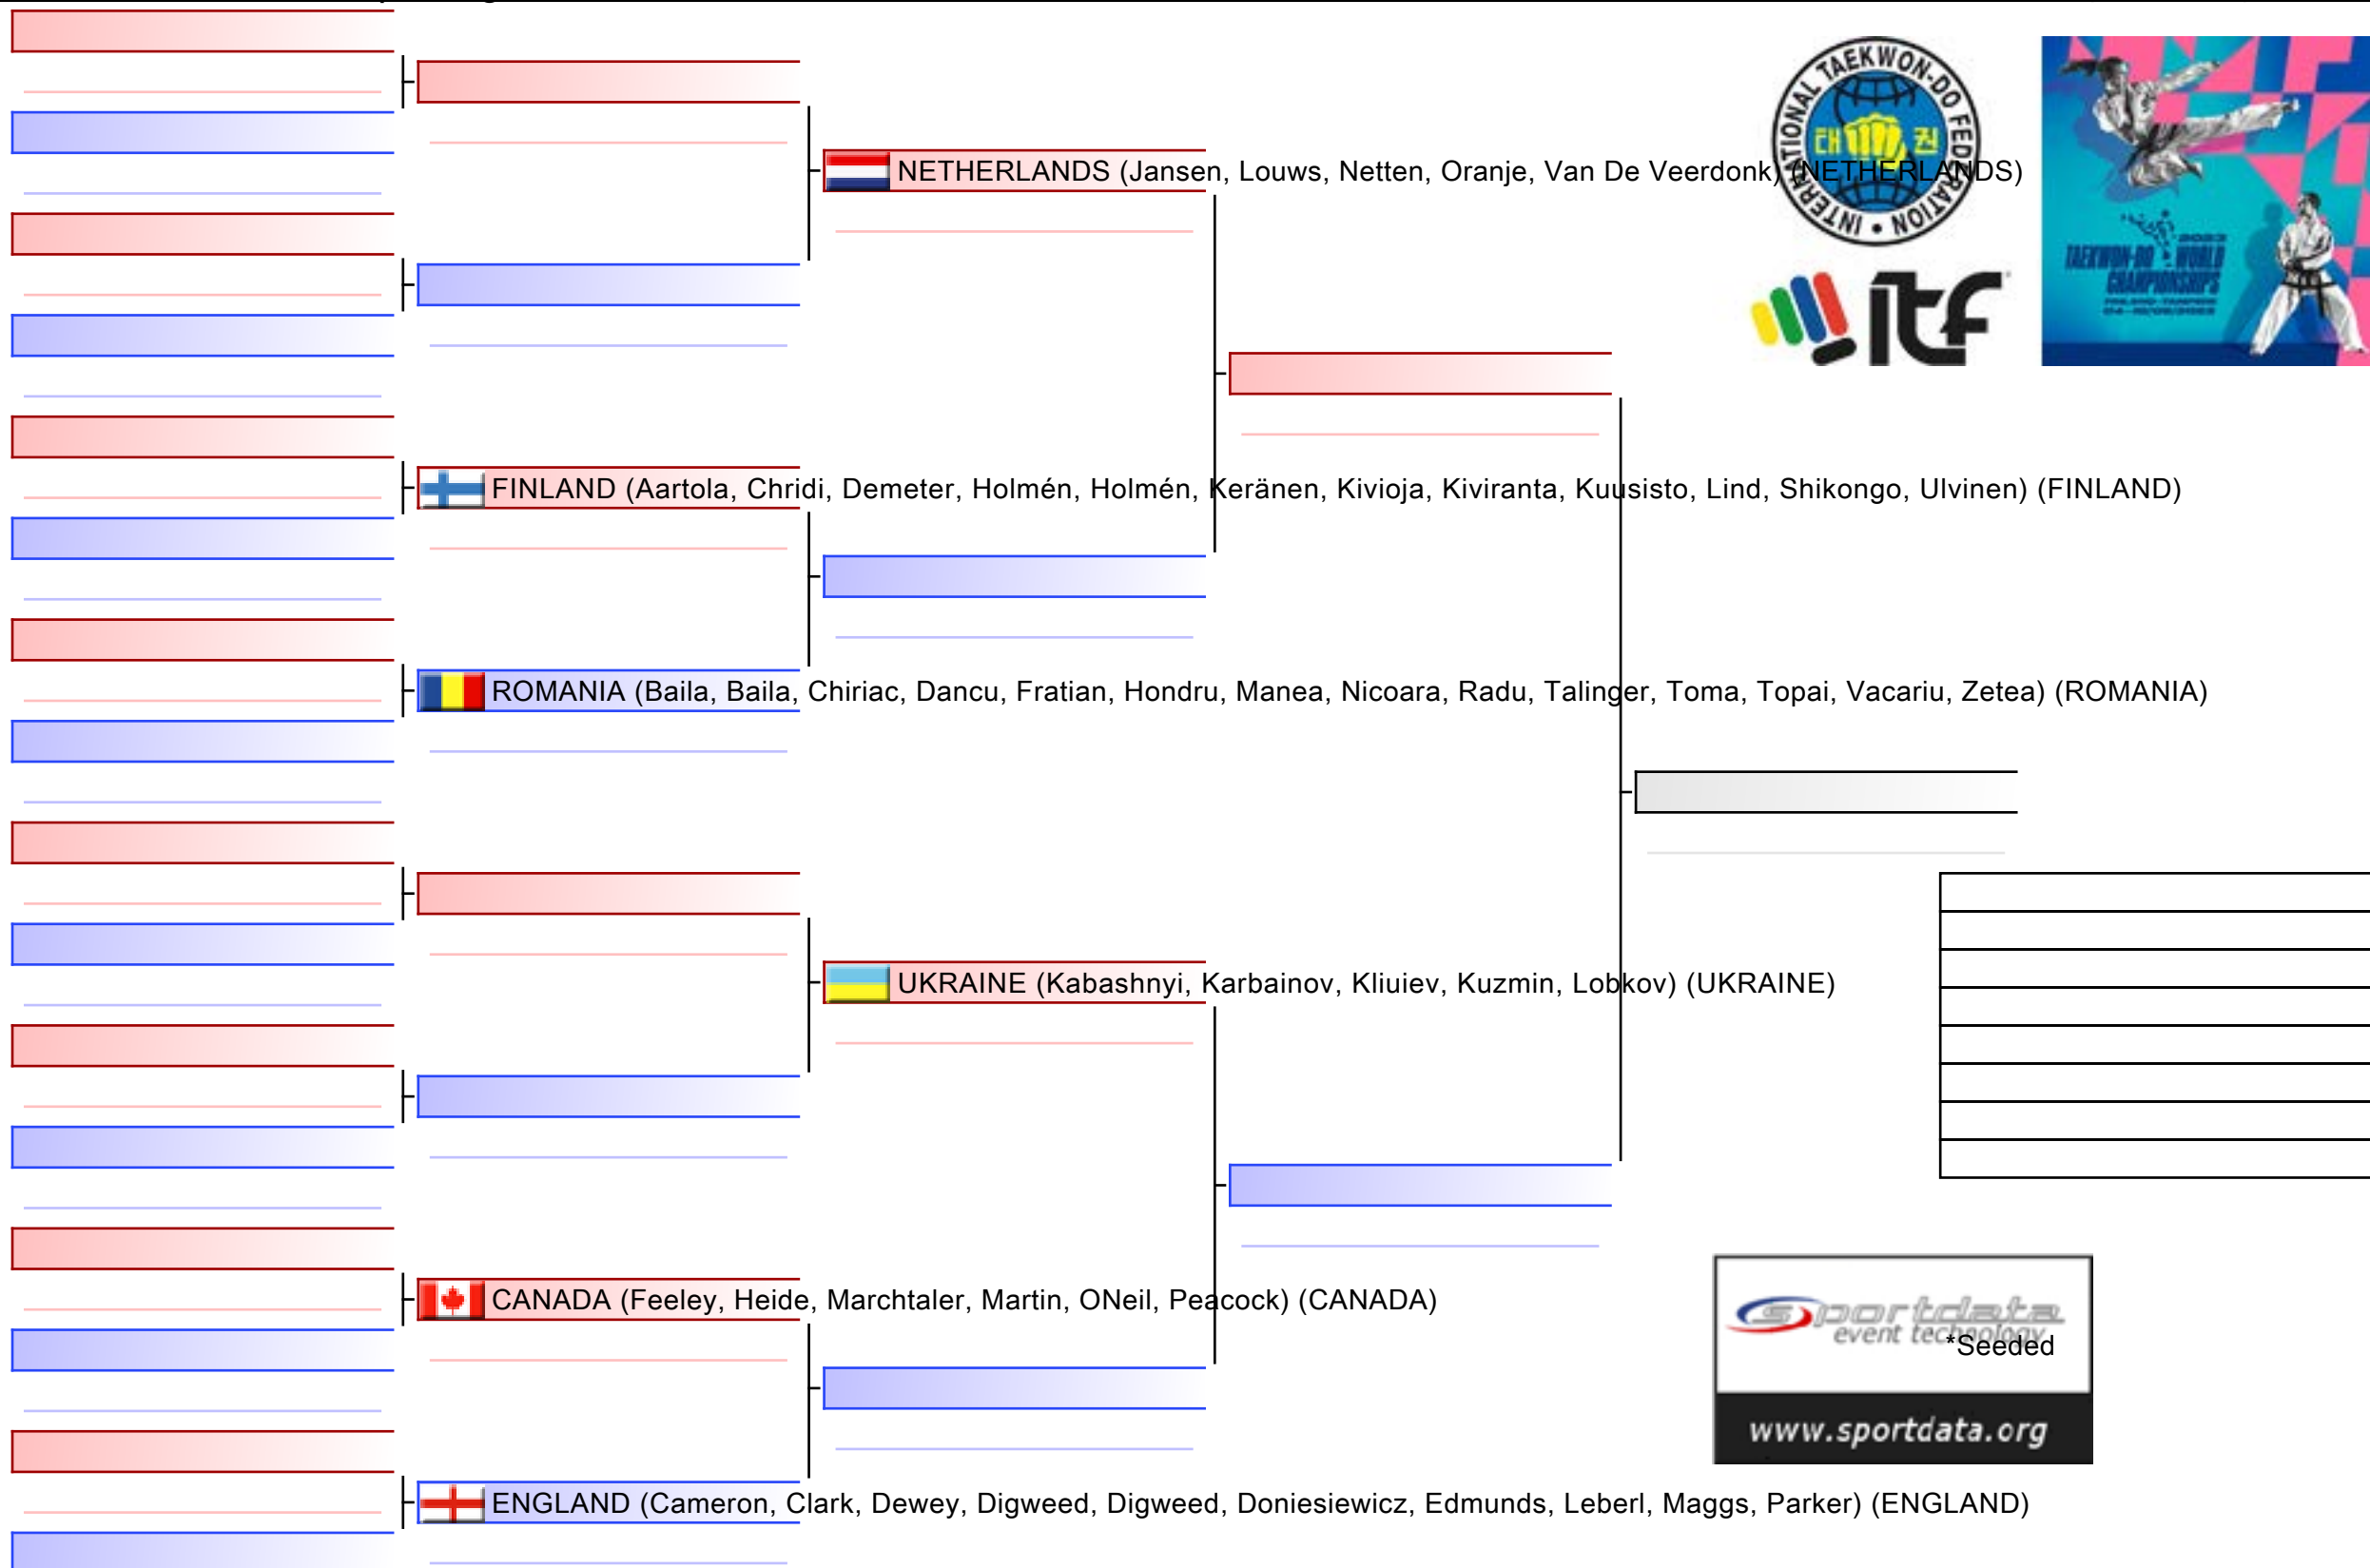 INTERNATIONAL TAEKWON-DO FEDERATION
태권
NETHERLANDS (Jansen, Louws, Netten, Oranje, Van De Veerdonk) (NETHERLANDS)
2023
TAEKWON-DO WORLD
CHAMPIONSHIPS
itf
FINLAND (Aartola, Chridi, Demeter, Holmén, Holmén, Keränen, Kivioja, Kiviranta, Kuusisto, Lind, Shikongo, Ulvinen) (FINLAND)
ROMANIA (Baila, Baila, Chiriac, Dancu, Fratian, Hondru, Manea, Nicoara, Radu, Talinger, Toma, Topai, Vacariu, Zetea) (ROMANIA)
UKRAINE (Kabashnyi, Karbainov, Kliuiev, Kuzmin, Lobkov) (UKRAINE)
CANADA (Feeley, Heide, Marchtaler, Martin, ONeil, Peacock) (CANADA)
sportdata
event technology
*Seeded
www.sportdata.org
ENGLAND (Cameron, Clark, Dewey, Digweed, Digweed, Doniesiewicz, Edmunds, Leberl, Maggs, Parker) (ENGLAND)